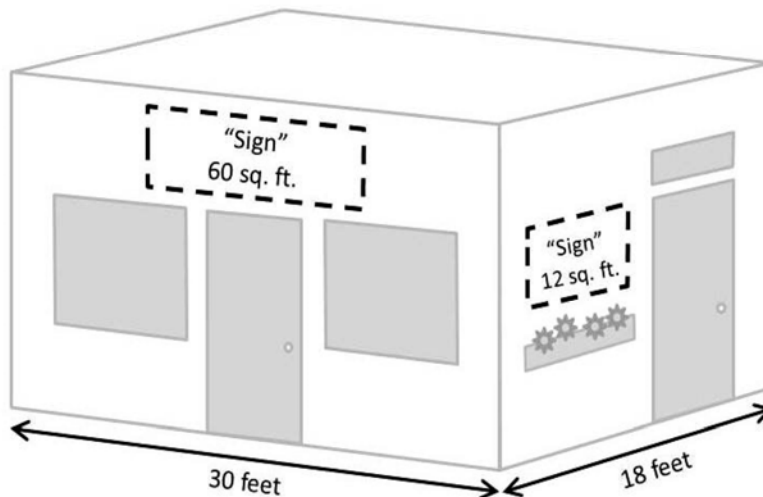 “Sign”
60 sq. ft.
“Sign”
12 sq. ft.
30 feet
18 feet